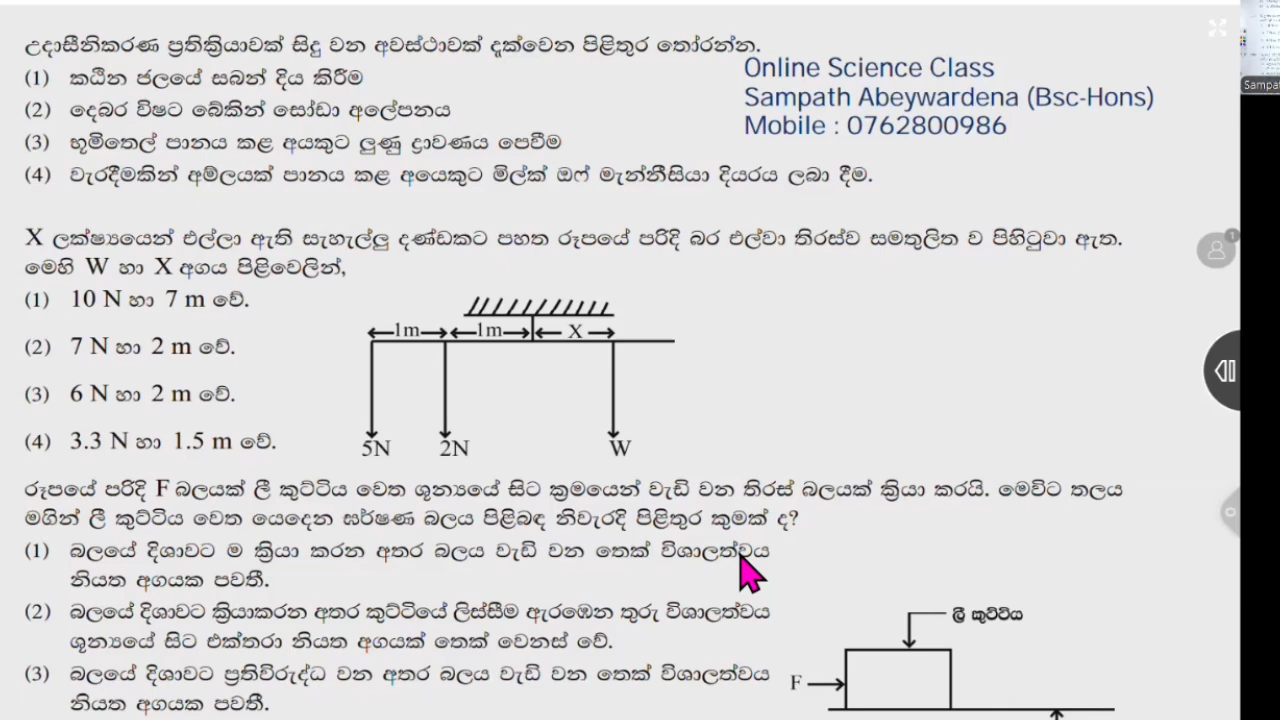 උදාසීනිකරණ ප්‍රතික්‍රියාවක් සිදු වන අවස්ථාවක් දැක්වෙන පිළිතුර තෝරන්න.
(1) කඨින ජලයේ සබන් දිය කිරීම
(2) දෙබර විෂට බේකින් සෝඩා අලේපනය
(3) භූමිතෙල් පානය කළ අයකුට ලුණු ද්‍රාවණය පෙවීම
(4) වැරදීමකින් අම්ලයක් පානය කළ අයෙකුට මිල්ක් ඔෆ් මැන්නීසියා දියරය ලබා දීම.
Online Science Class
Sampath Abeywardena (Bsc-Hons)
Mobile : 0762800986
Sampat
1
X ලක්ෂ්‍යයෙන් එල්ලා ඇති සැහැල්ලු දණ්ඩකට පහත රූපයේ පරිදි බර එල්වා තිරස්ව සමතුලිත ව පිහිටුවා ඇත.
මෙහි W හා X අගය පිළිවෙලින්,
(1) 10 N හා 7 m වේ.
(2) 7 N හා 2 m වේ.
(3) 6 N හා 2 m වේ.
(4) 3.3 N හා 1.5 m වේ.
1m 1m X
5N 2N W
රූපයේ පරිදි F බලයක් ලී කුට්ටිය වෙත ශූන්‍යයේ සිට ක්‍රමයෙන් වැඩි වන තිරස් බලයක් ක්‍රියා කරයි. මෙවිට තලය
මගින් ලී කුට්ටිය වෙත යෙදෙන ඝර්ෂණ බලය පිළිබඳ නිවැරදි පිළිතුර කුමක් ද?
(1) බලයේ දිශාවට ම ක්‍රියා කරන අතර බලය වැඩි වන තෙක් විශාලත්වය
නියත අගයක පවතී.
(2) බලයේ දිශාවට ක්‍රියාකරන අතර කුට්ටියේ ලිස්සීම ඇරඹෙන තුරු විශාලත්වය
ශූන්‍යයේ සිට එක්තරා නියත අගයක් තෙක් වෙනස් වේ.
(3) බලයේ දිශාවට ප්‍රතිවිරුද්ධ වන අතර බලය වැඩි වන තෙක් විශාලත්වය
නියත අගයක පවතී.
ලී කුට්ටිය
F